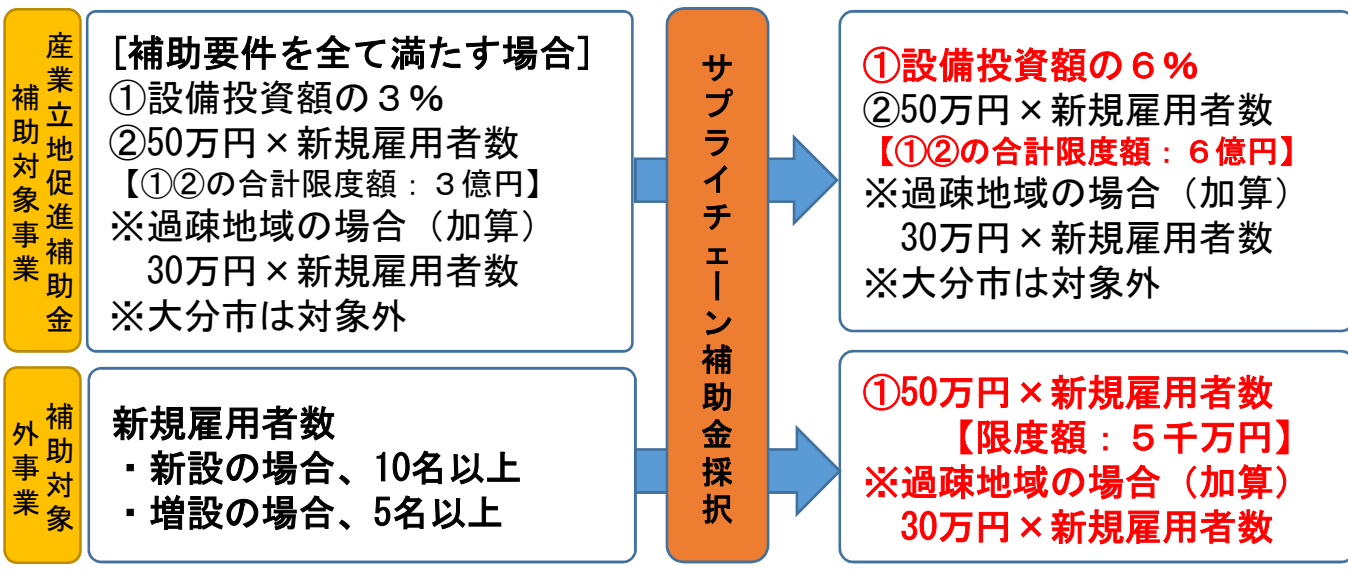 産業立地促進補助金
補助対象事業
［補助要件を全て満たす場合］
①設備投資額の３％
②50万円×新規雇用者数
【①②の合計限度額：３億円】
※過疎地域の場合（加算）
30万円×新規雇用者数
※大分市は対象外
サプライチェーン補助金採択
①設備投資額の６％
②50万円×新規雇用者数
【①②の合計限度額：６億円】
※過疎地域の場合（加算）
30万円×新規雇用者数
※大分市は対象外
補助対象
外事業
新規雇用者数
・新設の場合、10名以上
・増設の場合、5名以上
①50万円×新規雇用者数
【限度額：５千万円】
※過疎地域の場合（加算）
30万円×新規雇用者数